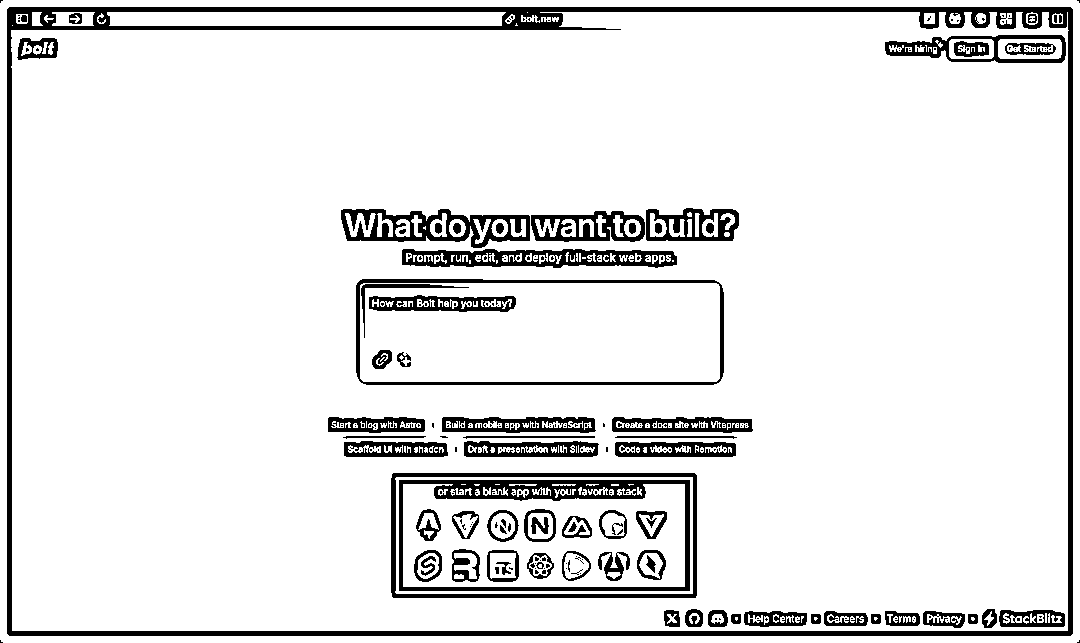 bolt.new
bolt
We're hiring Sign In Get Started
What do you want to build?
Prompt, run, edit, and deploy full-stack web apps.
How can Bolt help you today?
Start a blog with Astro Build a mobile app with NativeScript Create a docs site with Vitepress
Scaffold UI with shadcn Draft a presentation with Slidev Code a video with Remotion
or start a blank app with your favorite stack
N N
TS
Help Center Careers Terms Privacy StackBlitz